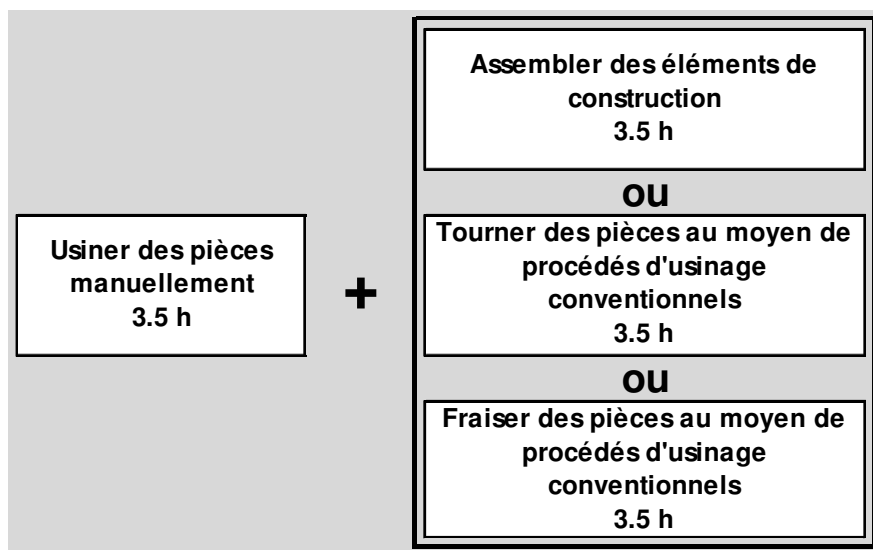 Usiner des pièces
manuellement
3.5 h
+
Assembler des éléments de
construction
3.5 h
ou
Tourner des pièces au moyen de
procédés d'usinage
conventionnels
3.5 h
ou
Fraiser des pièces au moyen de
procédés d'usinage
conventionnels
3.5 h